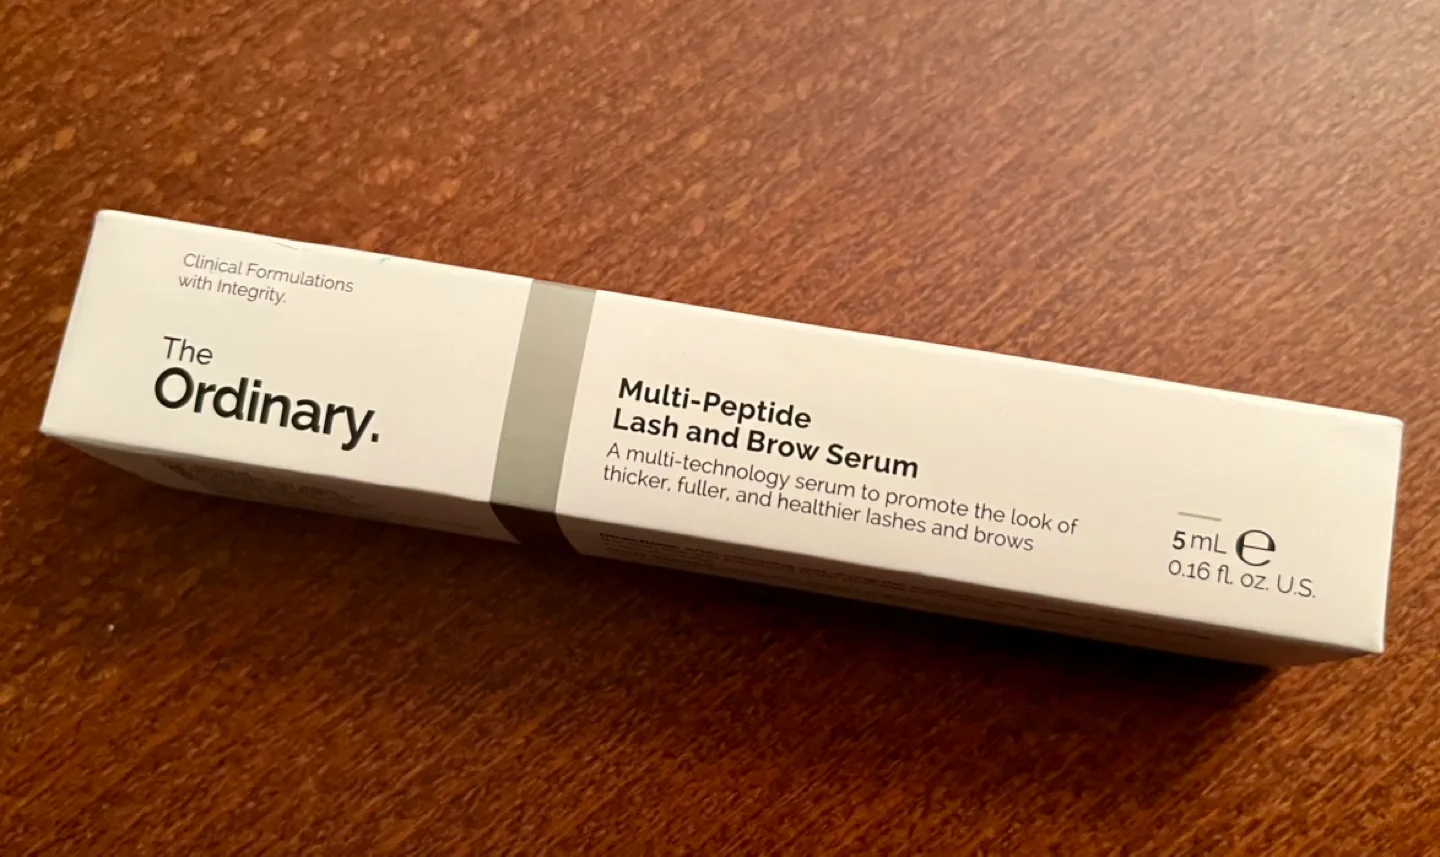 Clinical Formulations
with Integrity.
The
Ordinary.
Multi-Peptide
Lash and Brow Serum
A multi-technology serum to promote the look of
thicker, fuller, and healthier lashes and brows
5 mL ℮
0.16 fl. oz. U.S.